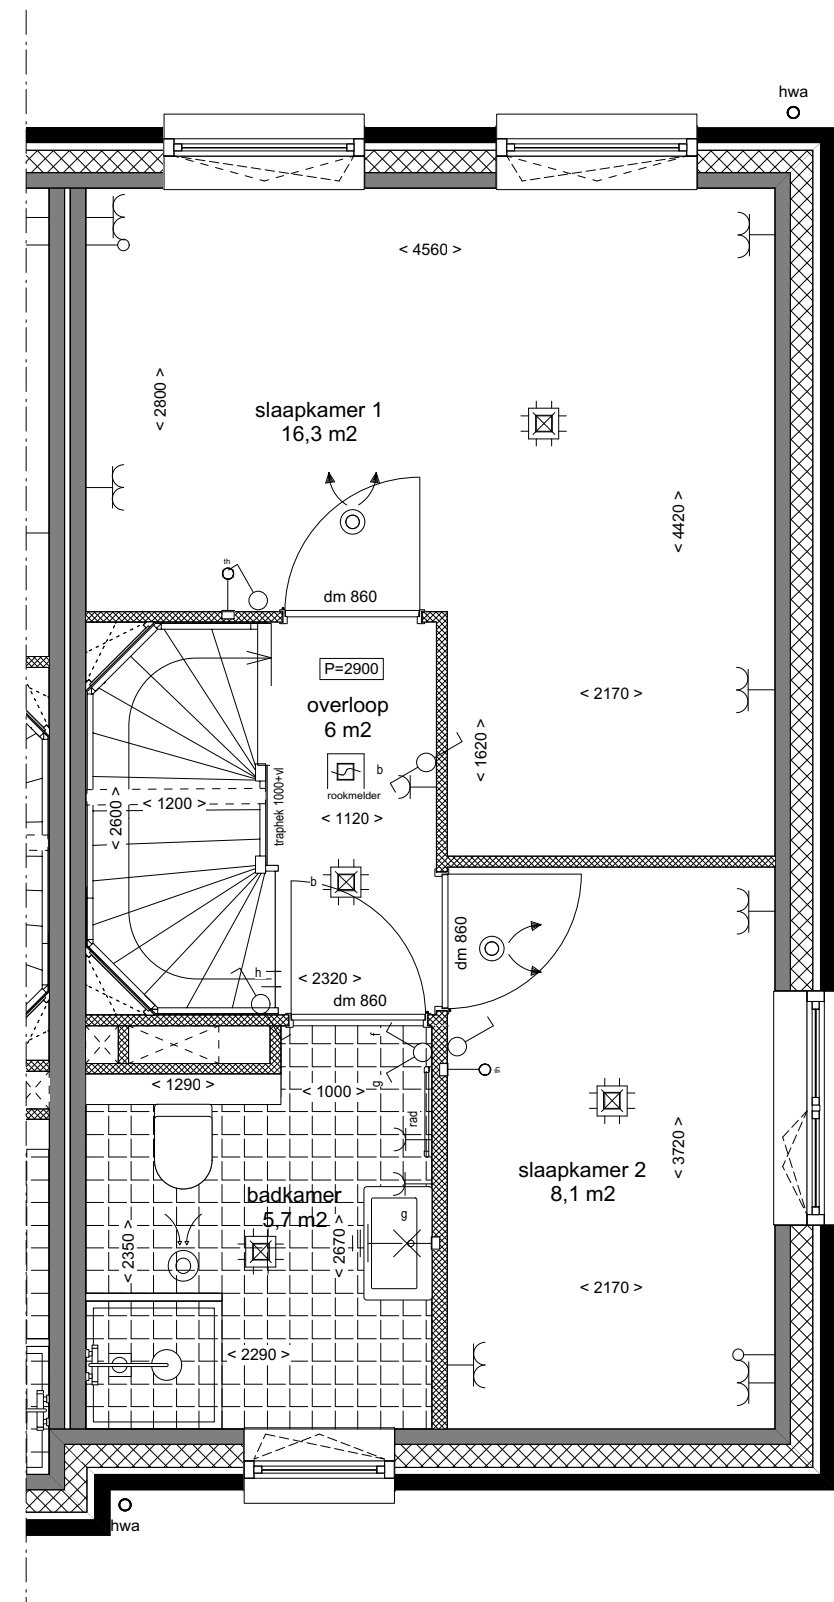 hwa
< 4560 >
< 2800 >
slaapkamer 1
16,3 m2
< 4420 >
th
dm 860
P=2900
overloop
6 m2
< 2170 >
< 1620 >
b
rookmelder
traphek 1000+vl
< 1200 >
< 2600 >
< 1120 >
b
dm 860
h
< 2320 >
dm 860
f
g
th
< 1290 >
< 1000 >
rad
< 3720 >
slaapkamer 2
8,1 m2
badkamer
5,7 m2
g
< 2350 >
< 2670 >
< 2170 >
< 2290 >
hwa